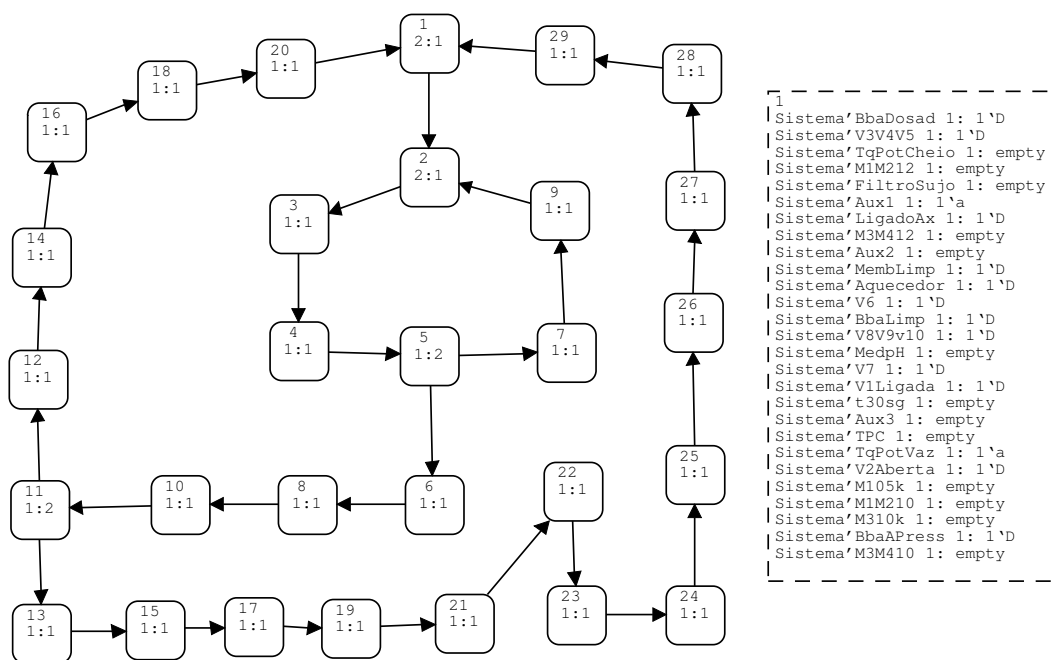 1
2:1
20
1:1
29
1:1
28
1:1
18
1:1
16
1:1
2
2:1
9
1:1
3
1:1
27
1:1
14
1:1
26
1:1
4
1:1
5
1:2
7
1:1
12
1:1
25
1:1
22
1:1
11
1:2
10
1:1
8
1:1
6
1:1
24
1:1
23
1:1
21
1:1
19
1:1
17
1:1
15
1:1
13
1:1
1
Sistema'BbaDosad 1: 1`D
Sistema'V3V4V5 1: 1`D
Sistema'TqPotCheio 1: empty
Sistema'M1M212 1: empty
Sistema'FiltroSujo 1: empty
Sistema'Aux1 1: 1`a
Sistema'LigadoAx 1: 1`D
Sistema'M3M412 1: empty
Sistema'Aux2 1: empty
Sistema'MembLimp 1: 1`D
Sistema'Aquecedor 1: 1`D
Sistema'V6 1: 1`D
Sistema'BbaLimp 1: 1`D
Sistema'V8V9v10 1: 1`D
Sistema'MedpH 1: empty
Sistema'V7 1: 1`D
Sistema'V1Ligada 1: 1`D
Sistema't30sg 1: empty
Sistema'Aux3 1: empty
Sistema'TPC 1: empty
Sistema'TqPotVaz 1: 1`a
Sistema'V2Aberta 1: 1`D
Sistema'M105k 1: empty
Sistema'M1M210 1: empty
Sistema'M310k 1: empty
Sistema'BbaAPress 1: 1`D
Sistema'M3M410 1: empty